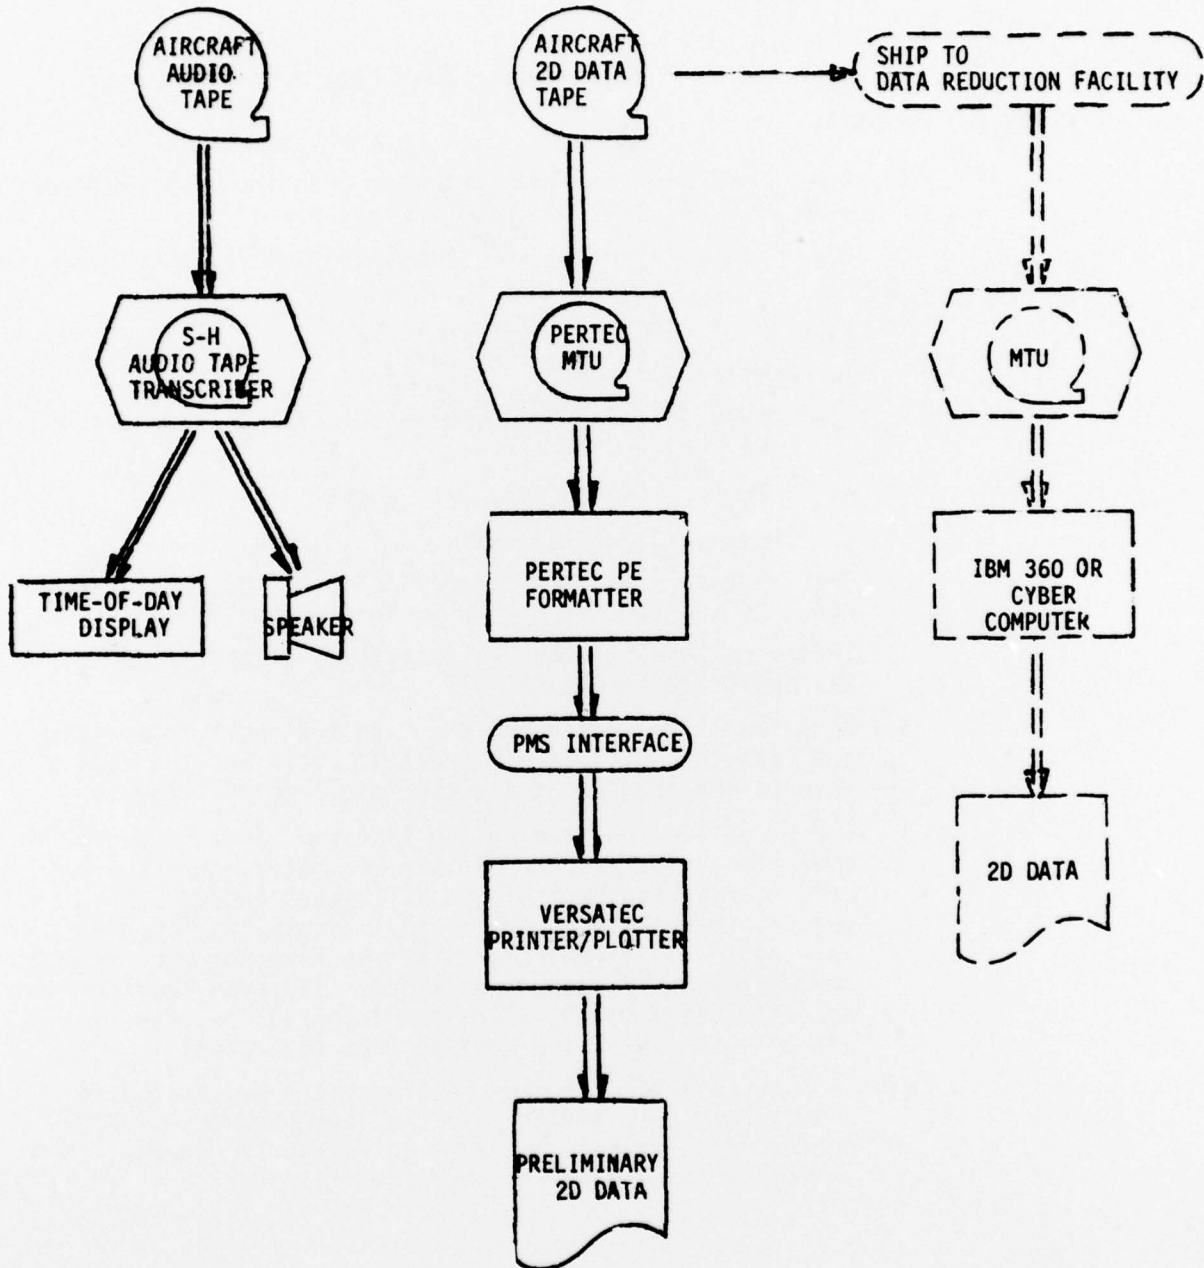 AIRCRAFT
AUDIO.
TAPE
AIRCRAFT
2D DATA
TAPE
SHIP TO
DATA REDUCTION FACILITY
S-H
AUDIO TAPE
TRANSCRIBER
PERTEC
MTU
MTU
TIME-OF-DAY
DISPLAY
SPEAKER
PERTEC PE
FORMATTER
IBM 360 OR
CYBER
COMPUTER
PMS INTERFACE
VERSATEC
PRINTER/PLOTTER
2D DATA
PRELIMINARY
2D DATA